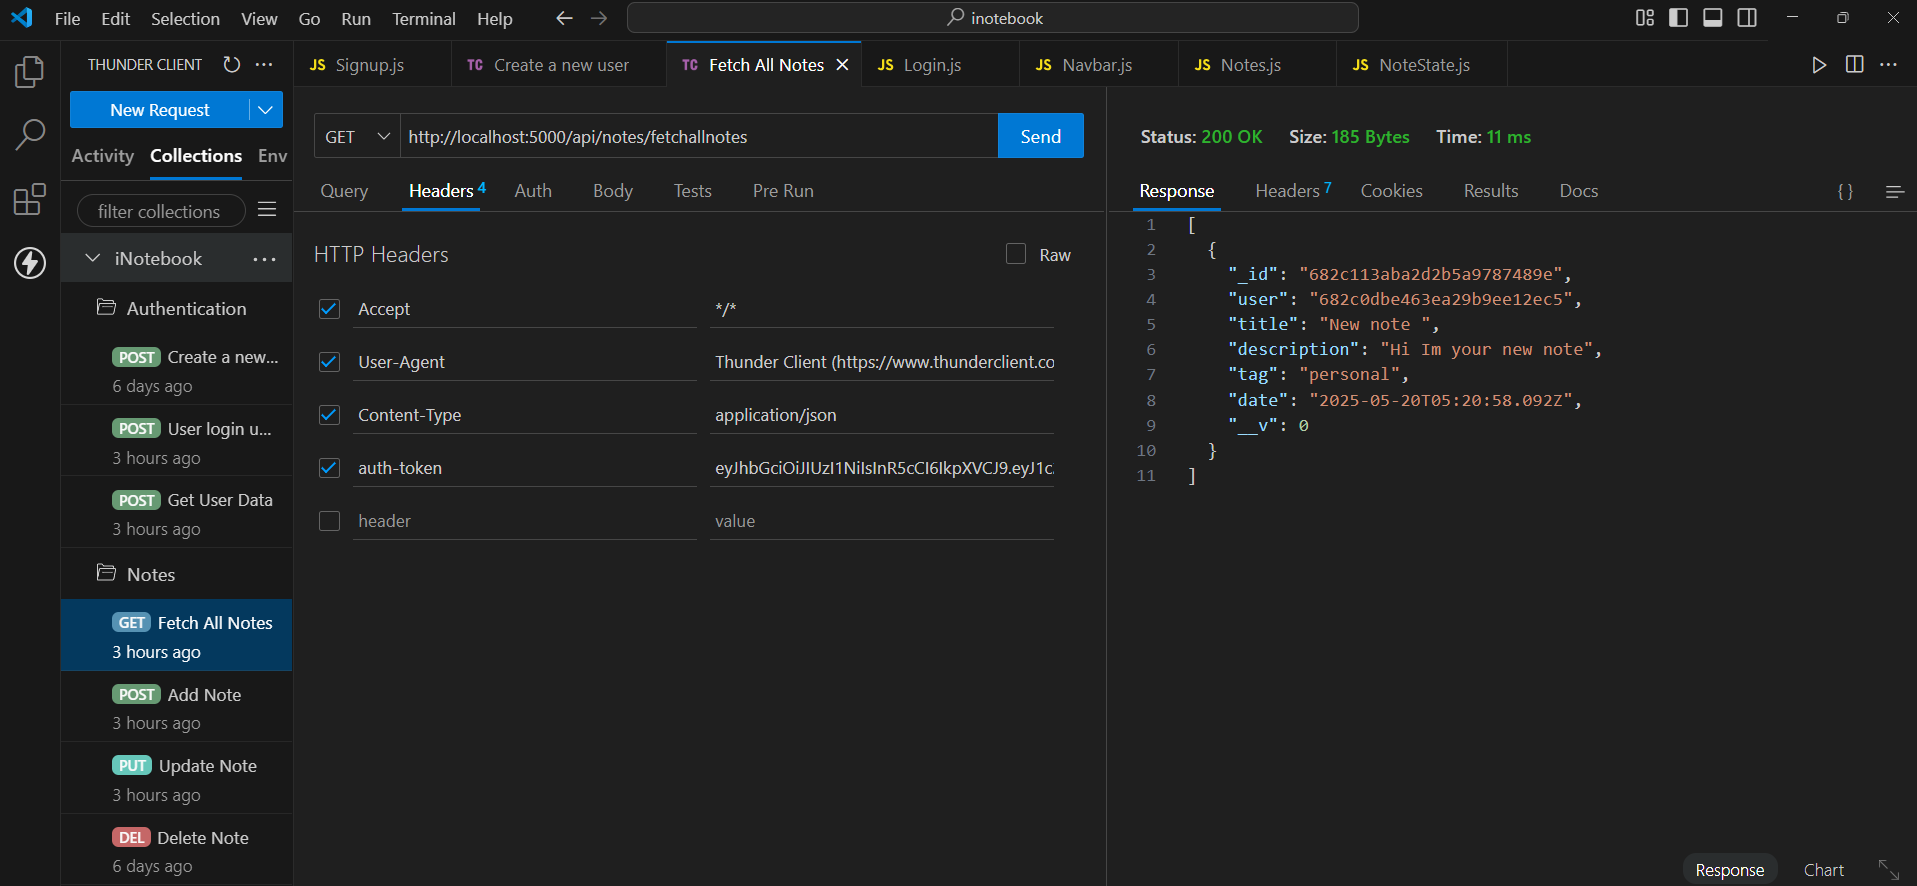 File Edit Selection View Go Run Terminal Help
inotebook
THUNDER CLIENT
New Request
Activity Collections Env
filter collections
iNotebook
Authentication
POST Create a new...
6 days ago
POST User login u...
3 hours ago
POST Get User Data
3 hours ago
Notes
GET Fetch All Notes
3 hours ago
POST Add Note
3 hours ago
PUT Update Note
3 hours ago
DEL Delete Note
6 days ago
JS Signup.js
TC Create a new user
TC Fetch All Notes
JS Login.js
JS Navbar.js
JS Notes.js
JS NoteState.js
GET http://localhost:5000/api/notes/fetchallnotes Send
Query Headers 4 Auth Body Tests Pre Run
HTTP Headers Raw
Accept */*
User-Agent Thunder Client (https://www.thunderclient.co
Content-Type application/json
auth-token eyJhbGciOiJIUzI1NiIsInR5cCI6IkpXVCJ9.eyJ1c.
header value
Status: 200 OK Size: 185 Bytes Time: 11 ms
Response Headers 7 Cookies Results Docs { }
1 [
2 {
3 "_id": "682c113aba2d2b5a9787489e",
4 "user": "682c0dbe463ea29b9ee12ec5",
5 "title": "New note ",
6 "description": "Hi Im your new note",
7 "tag": "personal",
8 "date": "2025-05-20T05:20:58.092Z",
9 "__v": 0
10 }
11 ]
Response Chart